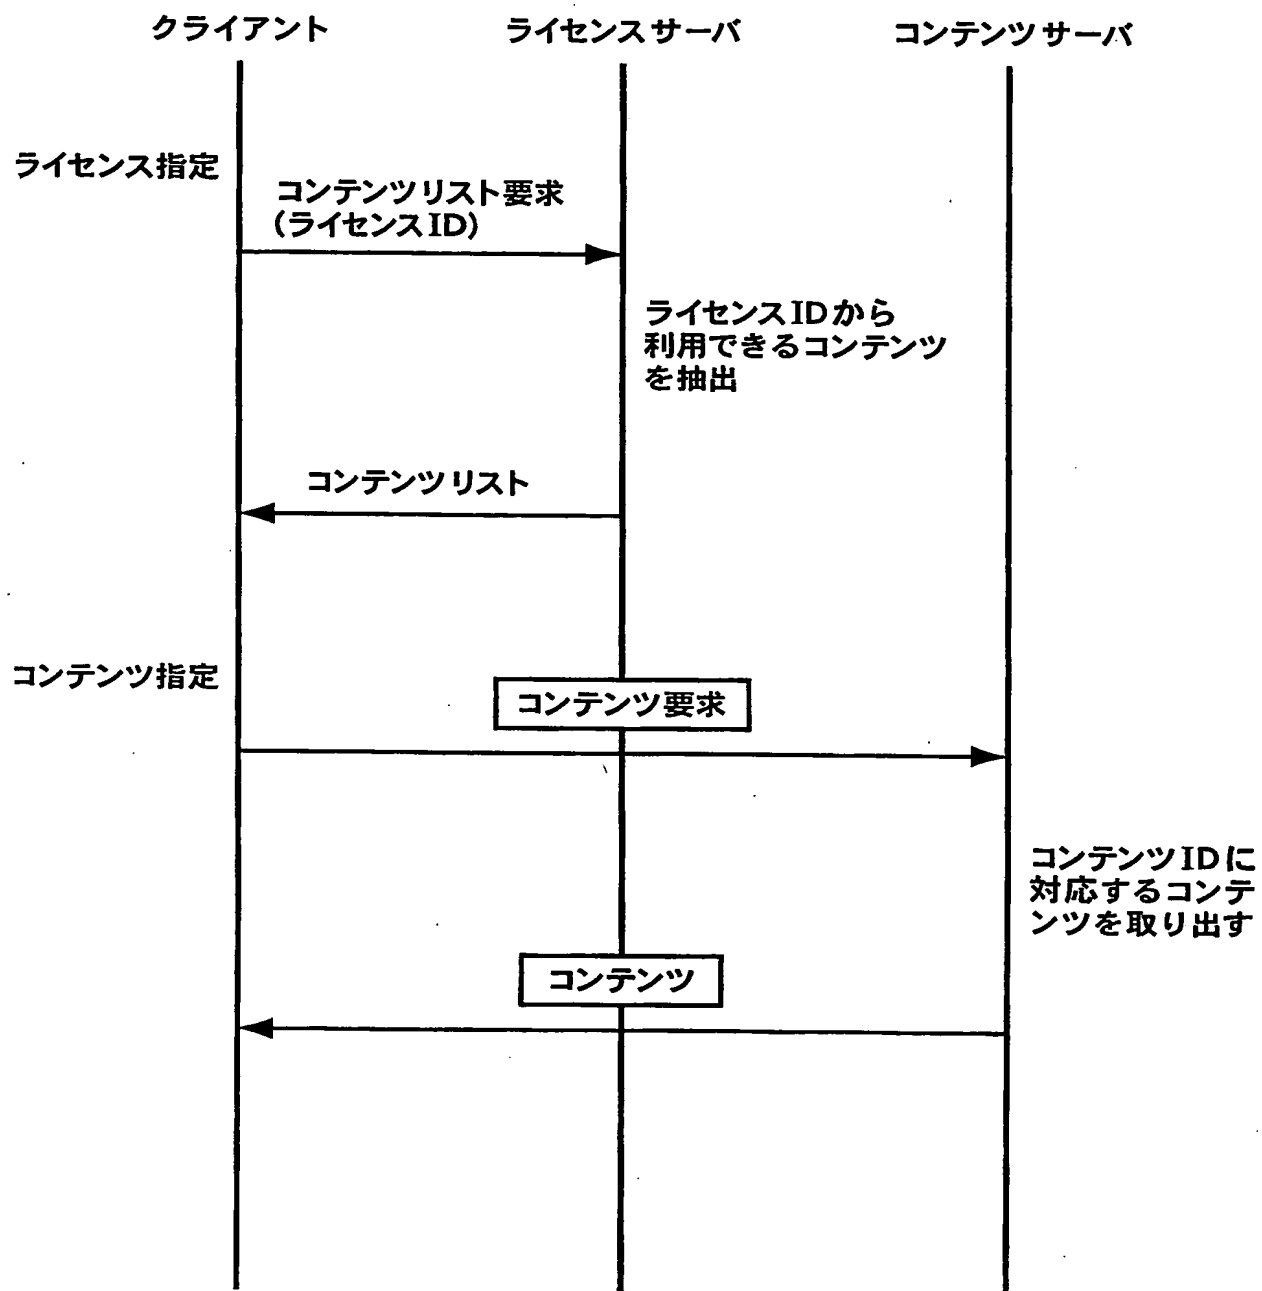 クライアント
ライセンスサーバ
コンテンツサーバ
ライセンス指定
コンテンツリスト要求
(ライセンスID)
ライセンスIDから
利用できるコンテンツ
を抽出
コンテンツリスト
コンテンツ指定
コンテンツ要求
コンテンツIDに
対応するコンテ
ンツを取り出す
コンテンツ